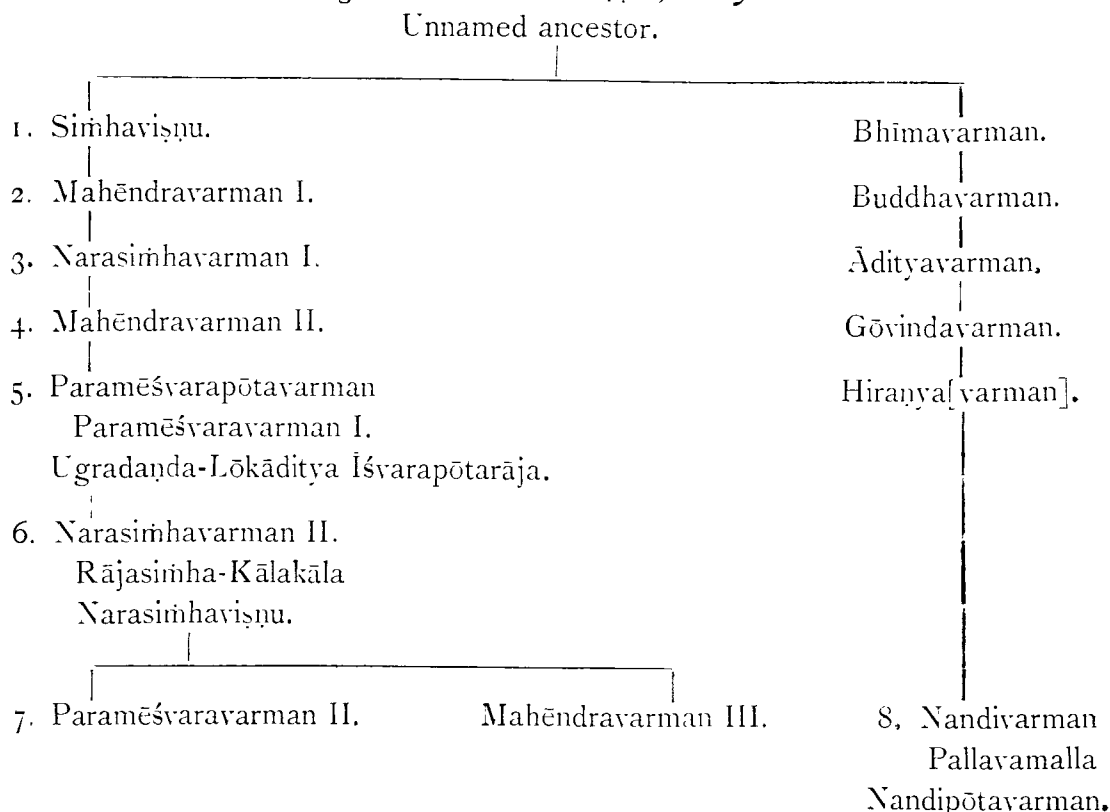 Unnamed ancestor.
1. Siṁhaviṣṇu. Bhīmavarman.
2. Mahēndravarman I. Buddhavarman.
3. Narasiṁhavarman I. Ādityavarman,
4. Mahēndravarman II. Gōvindavarman.
5. Paramēśvarapōtavarman Hiraṇya[varman].
Paramēśvaravarman I.
Ugradaṇḍa-Lōkāditya Īśvarapōtarāja.
6. Narasiṁhavarman II.
Rājasiṁha-Kālakāla
Narasiṁhaviṣṇu.
7. Paramēśvaravarman II. Mahēndravarman III. 8, Nandivarman
Pallavamalla
Nandipōtavarman.